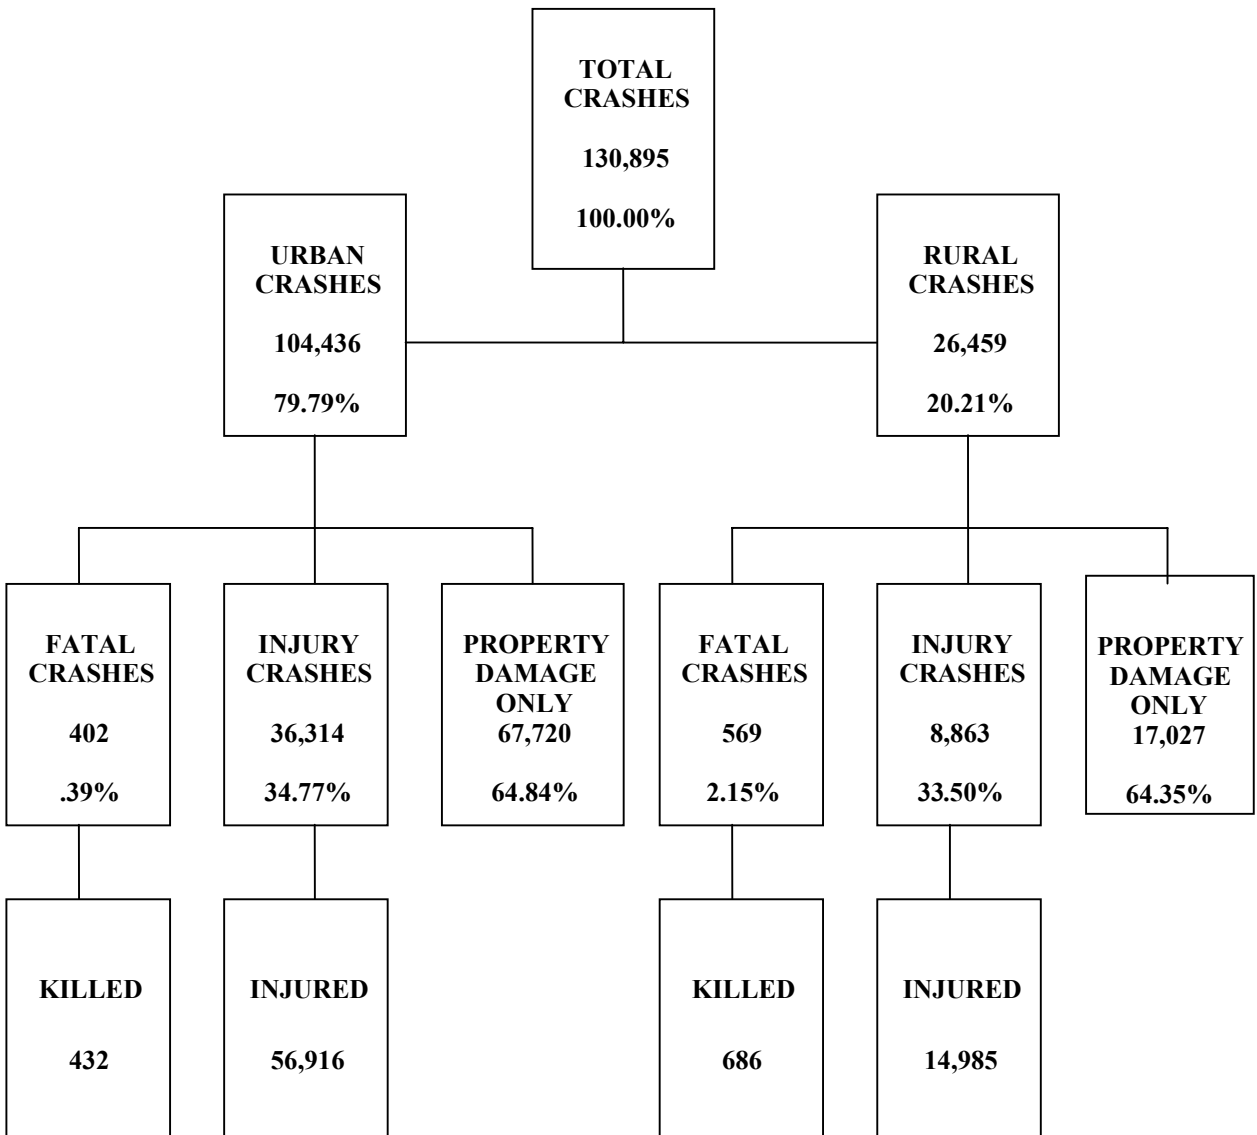 TOTAL
CRASHES
130,895
100.00%
URBAN
CRASHES
104,436
79.79%
RURAL
CRASHES
26,459
20.21%
FATAL
CRASHES
402
.39%
INJURY
CRASHES
36,314
34.77%
PROPERTY
DAMAGE
ONLY
67,720
64.84%
FATAL
CRASHES
569
2.15%
INJURY
CRASHES
8,863
33.50%
PROPERTY
DAMAGE
ONLY
17,027
64.35%
KILLED
432
INJURED
56,916
KILLED
686
INJURED
14,985